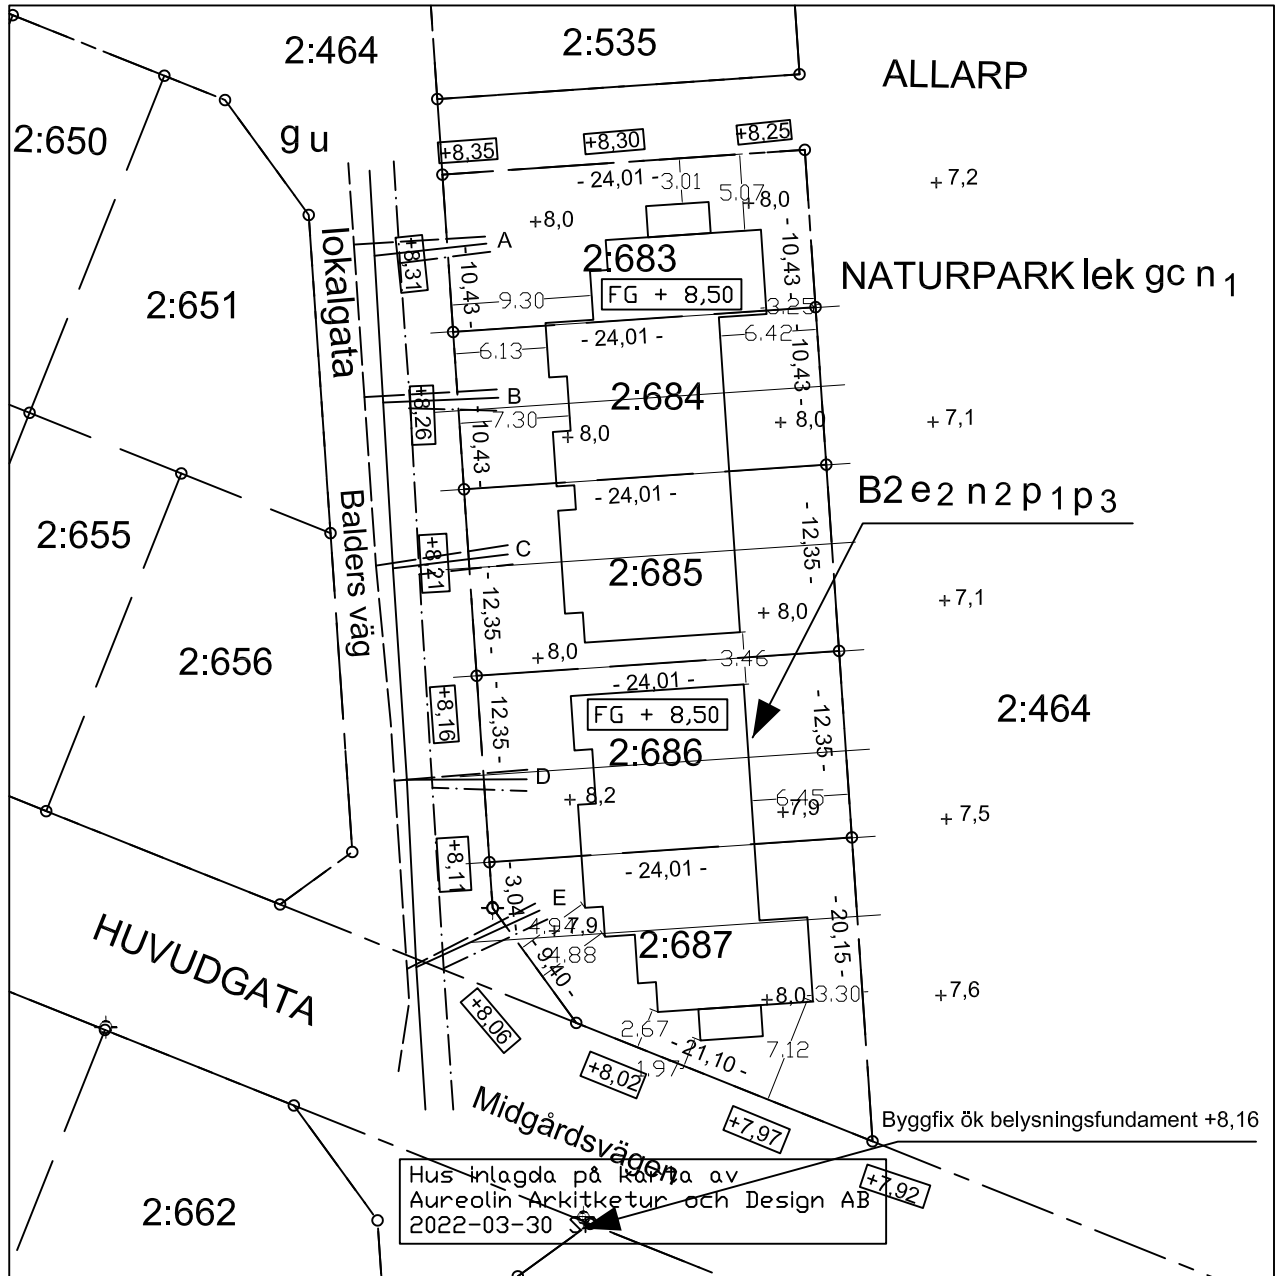 2:464
2:535
ALLARP
2:650
g u
+8,35
+8,30
+8,25
- 24,01 -
3.01
5.07
+8,0
+8,0
+ 7,2
lokalgata
+8,31
A
- 10,43 -
2:683
- 10,43 -
NATURPARK lek gc n1
2:651
9.30
FG + 8,50
3.25
6.13
- 24,01 -
6.42
- 10,43 -
+8,26
B
2:684
7.30
- 10,43 -
+ 8,0
+ 8,0
+ 7,1
Balders väg
- 24,01 -
B2 e2 n2 p1 p3
2:655
+8,21
C
- 12,35 -
2:685
- 12,35 -
+ 8,0
+ 7,1
2:656
+8,0
3.46
- 24,01 -
+8,16
- 12,35 -
FG + 8,50
- 12,35 -
2:464
2:686
D
+ 8,2
6.45
+7,9
+ 7,5
+8,11
- 24,01 -
- 3,04 -
E
4.94
+7,9
4.88
2:687
- 20,15 -
HUVUDGATA
- 9,40 -
+8,0
3.30
+ 7,6
+8,06
2.67
- 21,10 -
7.12
1.97
+8,02
Midgårdsvägen
+7,97
Byggfix ök belysningsfundament +8,16
+7,92
Hus inlagda på karta av
Aureolin Arkitketur och Design AB
2022-03-30 SP
2:662